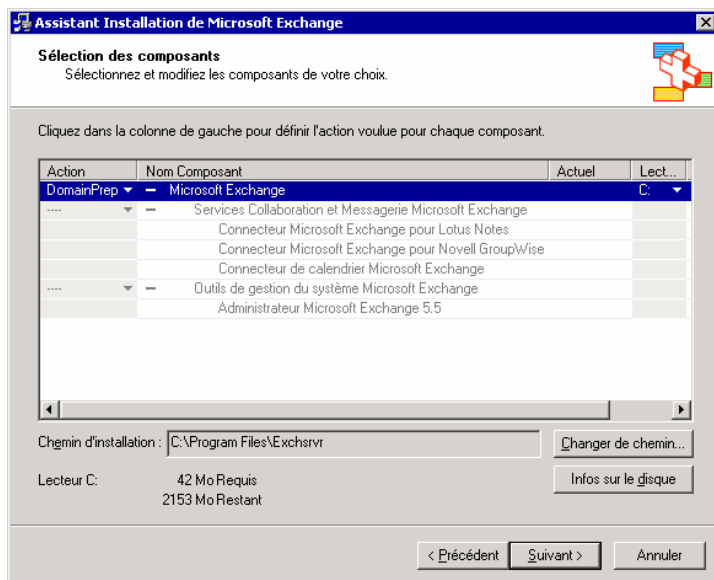 Assistant Installation de Microsoft Exchange
Sélection des composants
Sélectionnez et modifiez les composants de votre choix.
Cliquez dans la colonne de gauche pour définir l'action voulue pour chaque composant.
Action Nom Composant Actuel Lect...
DomainPrep Microsoft Exchange C:
---- Services Collaboration et Messagerie Microsoft Exchange
Connecteur Microsoft Exchange pour Lotus Notes
Connecteur Microsoft Exchange pour Novell GroupWise
Connecteur de calendrier Microsoft Exchange
---- Outils de gestion du système Microsoft Exchange
Administrateur Microsoft Exchange 5.5
Chemin d'installation : C:\Program Files\Exchsrvr Changer de chemin...
Lecteur C: 42 Mo Requis Infos sur le disque
2153 Mo Restant
< Précédent Suivant > Annuler